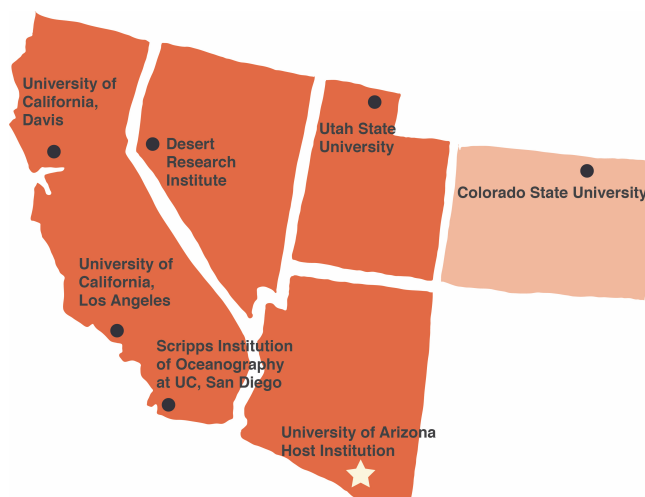 University of
California,
Davis
Desert
Research
Institute
Utah State
University
Colorado State University
University of
California,
Los Angeles
Scripps Institution
of Oceanography
at UC, San Diego
University of Arizona
Host Institution